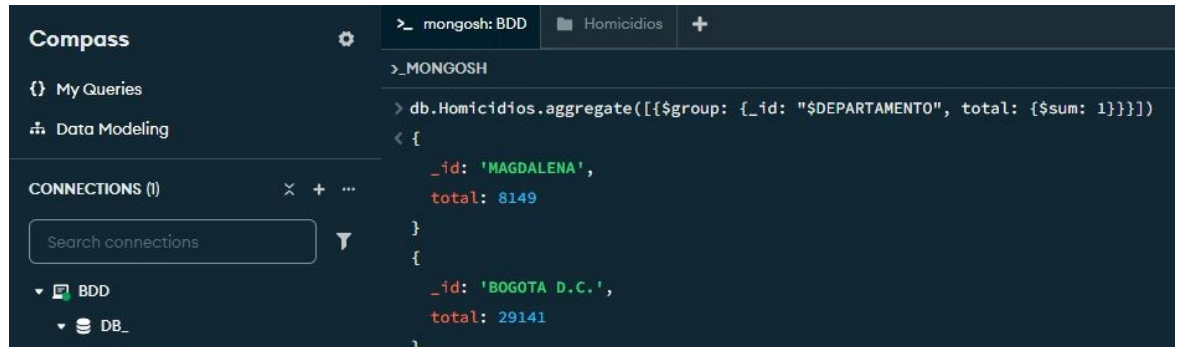 Compass
{} My Queries
Data Modeling
CONNECTIONS (1)
Search connections
BDD
DB_
>_ mongosh: BDD
Homicidios
+
>_MONGOSH
> db.Homicidios.aggregate([{$group: {_id: "$DEPARTAMENTO", total: {$sum: 1}}}])
< {
_id: 'MAGDALENA',
total: 8149
}
{
_id: 'BOGOTA D.C.',
total: 29141
}